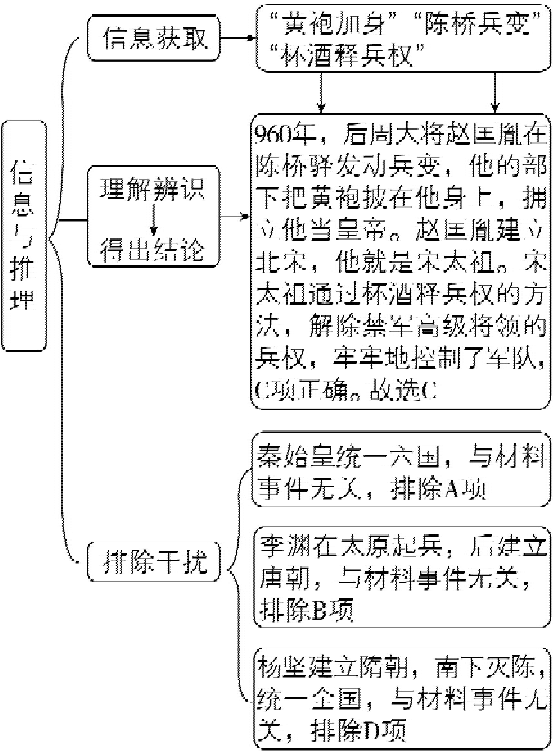 信息与推理
信息获取
“黄袍加身”“陈桥兵变”
“杯酒释兵权”
理解辨识
得出结论
960年，后周大将赵匡胤在
陈桥驿发动兵变，他的部
下把黄袍披在他身上，拥
立他当皇帝。赵匡胤建立
北宋，他就是宋太祖。宋
太祖通过杯酒释兵权的方
法，解除禁军高级将领的
兵权，牢牢地控制了军队，
C项正确。故选C
排除干扰
秦始皇统一六国，与材料
事件无关，排除A项
李渊在太原起兵，后建立
唐朝，与材料事件无关，
排除B项
杨坚建立隋朝，南下灭陈，
统一全国，与材料事件无
关，排除D项